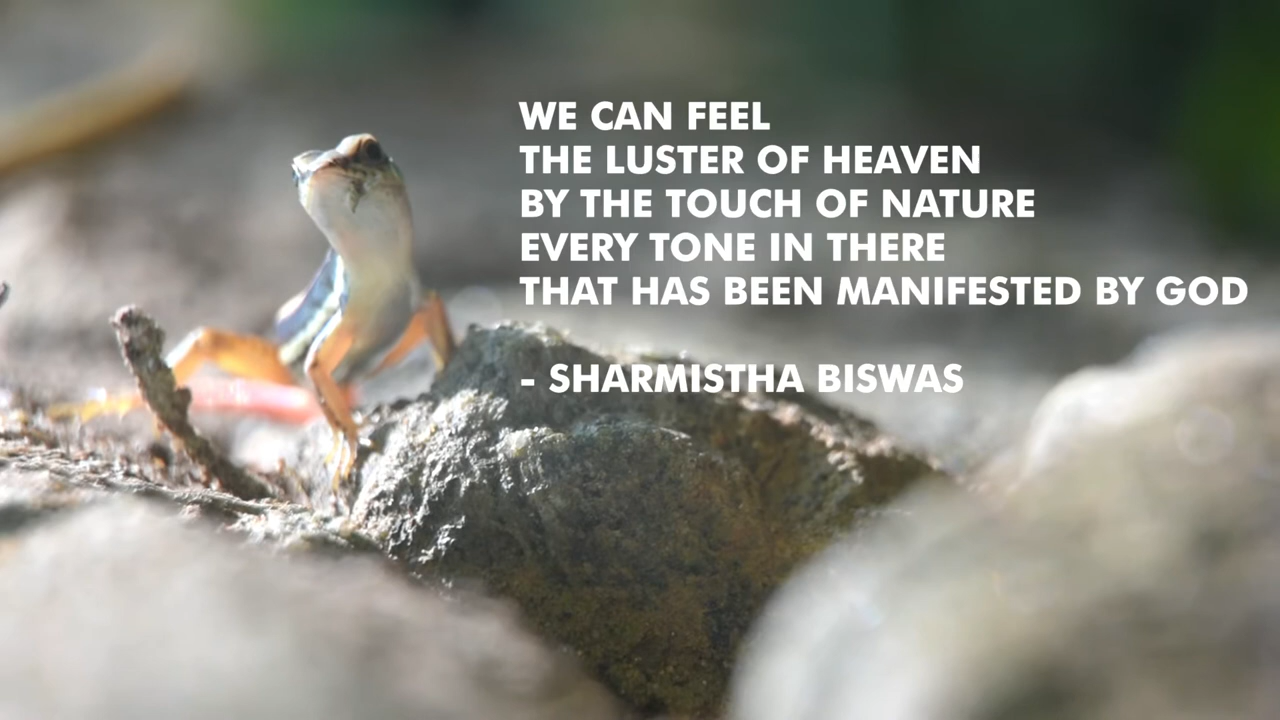 WE CAN FEEL
THE LUSTER OF HEAVEN
BY THE TOUCH OF NATURE
EVERY TONE IN THERE
THAT HAS BEEN MANIFESTED BY GOD
- SHARMISTHA BISWAS